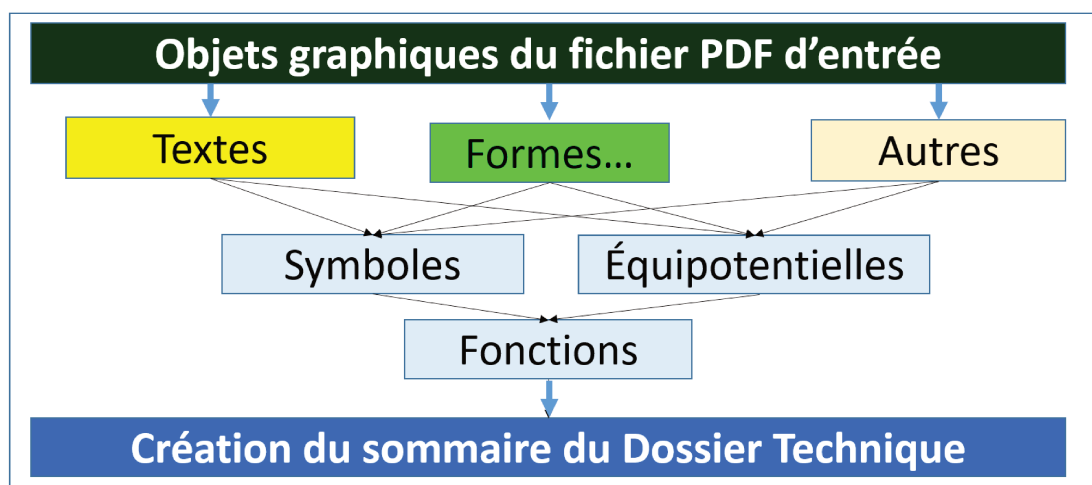 Objets graphiques du fichier PDF d’entrée
Textes
Formes…
Autres
Symboles
Équipotentielles
Fonctions
Création du sommaire du Dossier Technique